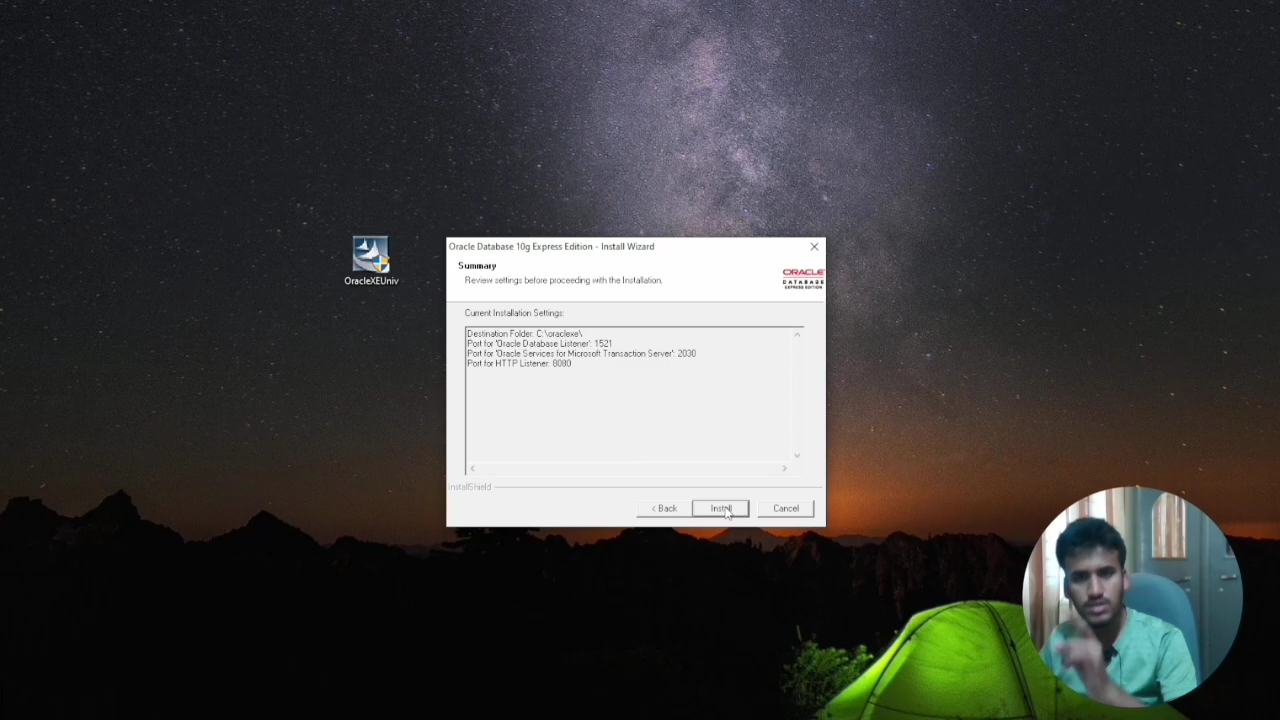 OracleXEUniv
Oracle Database 10g Express Edition - Install Wizard
Summary
Review settings before proceeding with the Installation.
ORACLE
DATABASE
EXPRESS EDITION
Current Installation Settings:
Destination Folder: C:\oraclexe\
Port for 'Oracle Database Listener': 1521
Port for 'Oracle Services for Microsoft Transaction Server': 2030
Port for HTTP Listener: 8080
InstallShield
< Back
Install
Cancel